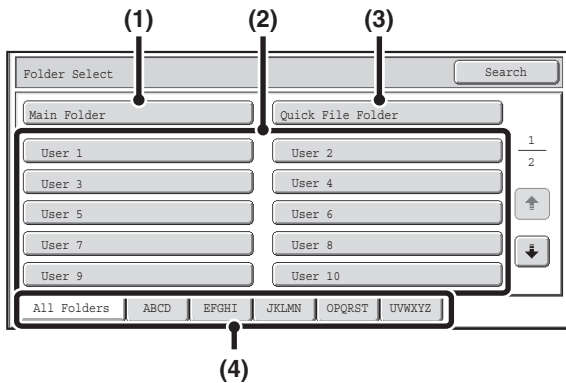 (1) (2) (3)
Folder Select Search
Main Folder Quick File Folder
1
2
User 1 User 2
User 3 User 4
User 5 User 6
User 7 User 8
User 9 User 10
All Folders ABCD EFGHI JKLMN OPQRST UVWXYZ
(4)